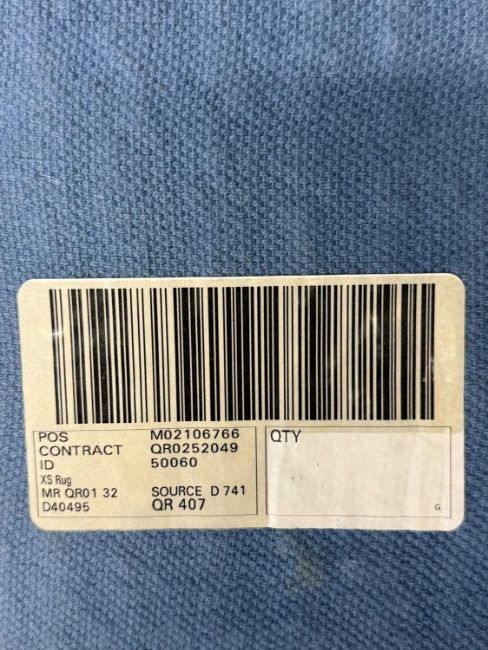 POS M02106766
CONTRACT QR0252049
ID 50060
XS Rug
MR QR01 32 SOURCE D 741
D40495 QR 407
QTY
G